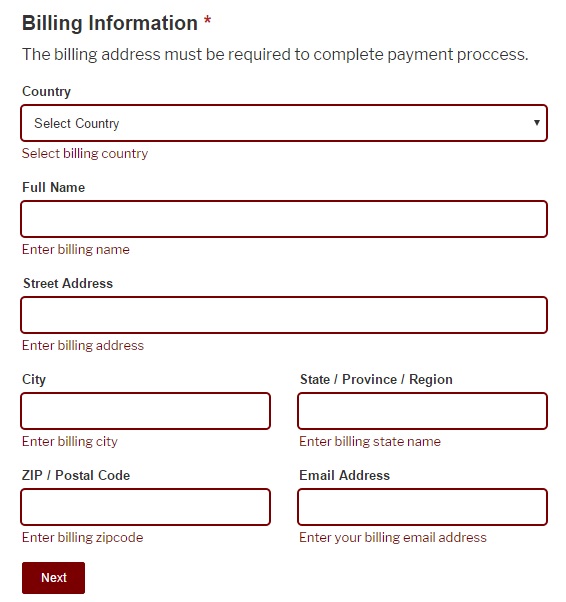 Billing Information *
The billing address must be required to complete payment proccess.
Country
Select Country
Select billing country
Full Name
Enter billing name
Street Address
Enter billing address
City
State / Province / Region
Enter billing city
Enter billing state name
ZIP / Postal Code
Email Address
Enter billing zipcode
Enter your billing email address
Next